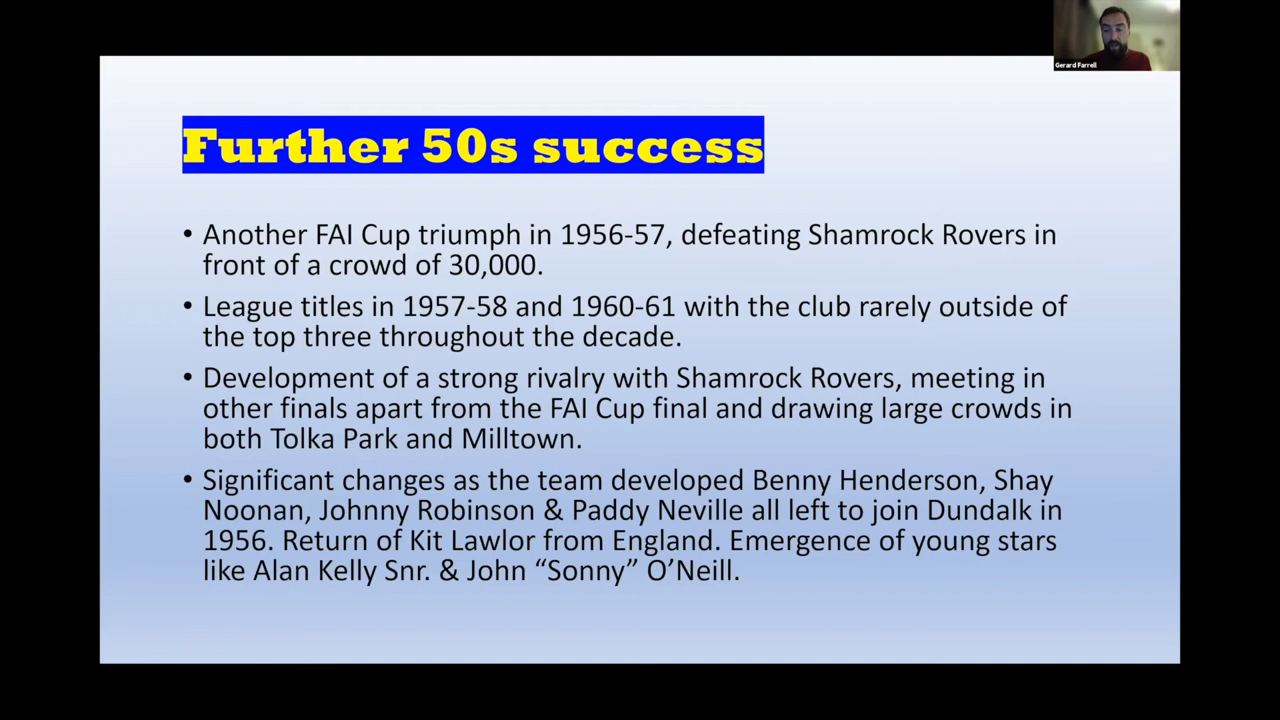 Gerard Farrell
Further 50s success
• Another FAI Cup triumph in 1956-57, defeating Shamrock Rovers in
front of a crowd of 30,000.
• League titles in 1957-58 and 1960-61 with the club rarely outside of
the top three throughout the decade.
• Development of a strong rivalry with Shamrock Rovers, meeting in
other finals apart from the FAI Cup final and drawing large crowds in
both Tolka Park and Milltown.
• Significant changes as the team developed Benny Henderson, Shay
Noonan, Johnny Robinson & Paddy Neville all left to join Dundalk in
1956. Return of Kit Lawlor from England. Emergence of young stars
like Alan Kelly Snr. & John “Sonny” O’Neill.